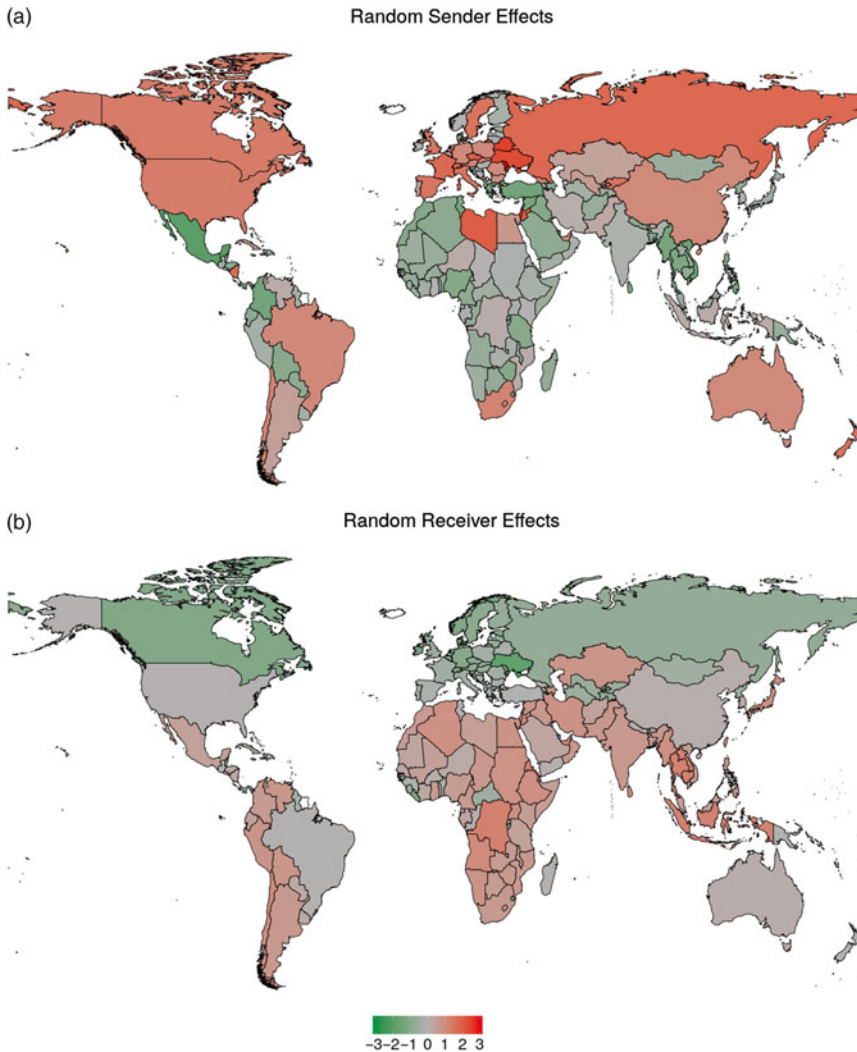 (a)
Random Sender Effects
(b)
Random Receiver Effects
−3−2−1 0 1 2 3